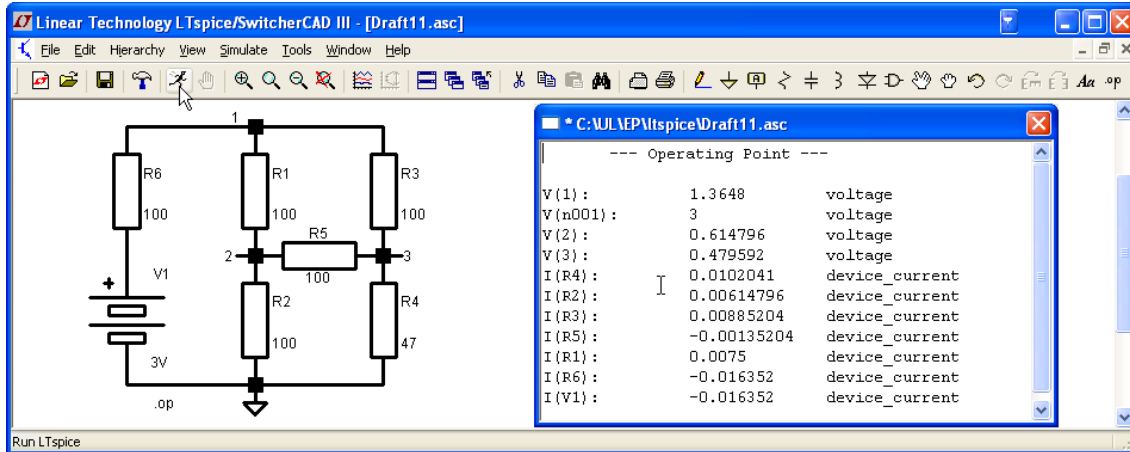 Linear Technology LTspice/SwitcherCAD III - [Draft11.asc]
File Edit Hierarchy View Simulate Tools Window Help
Aa .op
1
R6
R1
R3
100
100
100
R5
2
3
100
V1
R2
R4
100
47
3V
.op
* C:\UL\EP\ltspice\Draft11.asc
--- Operating Point ---
V(1): 1.3648 voltage
V(n001): 3 voltage
V(2): 0.614796 voltage
V(3): 0.479592 voltage
I(R4): 0.0102041 device_current
I(R2): 0.00614796 device_current
I(R3): 0.00885204 device_current
I(R5): -0.00135204 device_current
I(R1): 0.0075 device_current
I(R6): -0.016352 device_current
I(V1): -0.016352 device_current
Run LTspice